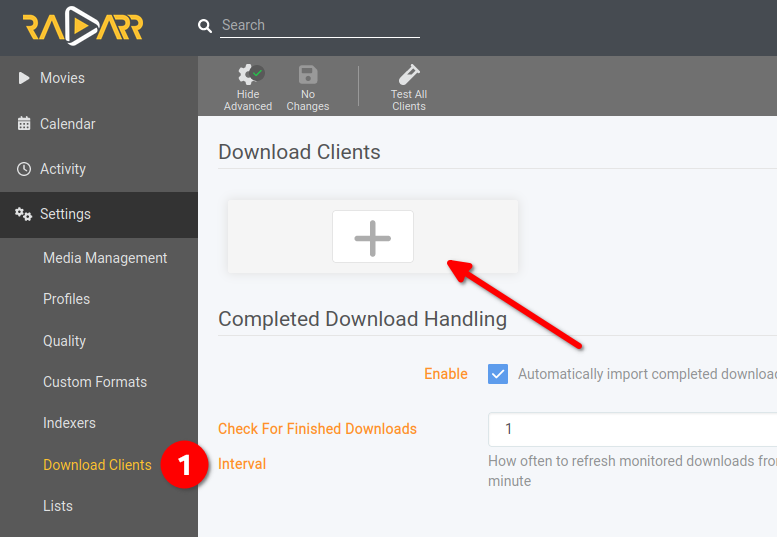 RADARR
Search
Movies
Calendar
Activity
Settings
Media Management
Profiles
Quality
Custom Formats
Indexers
Download Clients
1
Lists
Hide
Advanced
No
Changes
Test All
Clients
Download Clients
Completed Download Handling
Enable
Automatically import completed downloa
Check For Finished Downloads
Interval
1
How often to refresh monitored downloads fro
minute